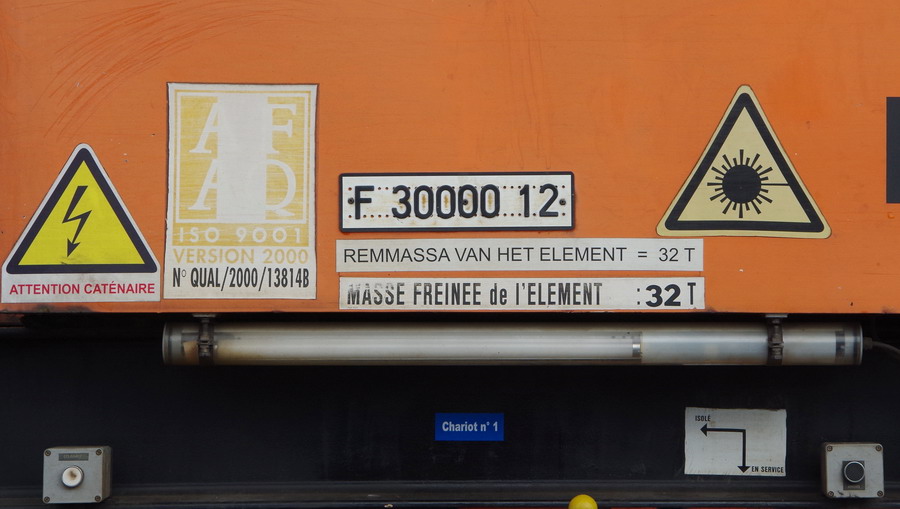 ATTENTION CATÉNAIRE
AFAQ
ISO 9001
VERSION 2000
N° QUAL/2000/13814B
F 30000 12
REMMASSA VAN HET ELEMENT = 32 T
MASSE FREINEE de l'ELEMENT : 32 T
Chariot n° 1
ISOLÉ
EN SERVICE